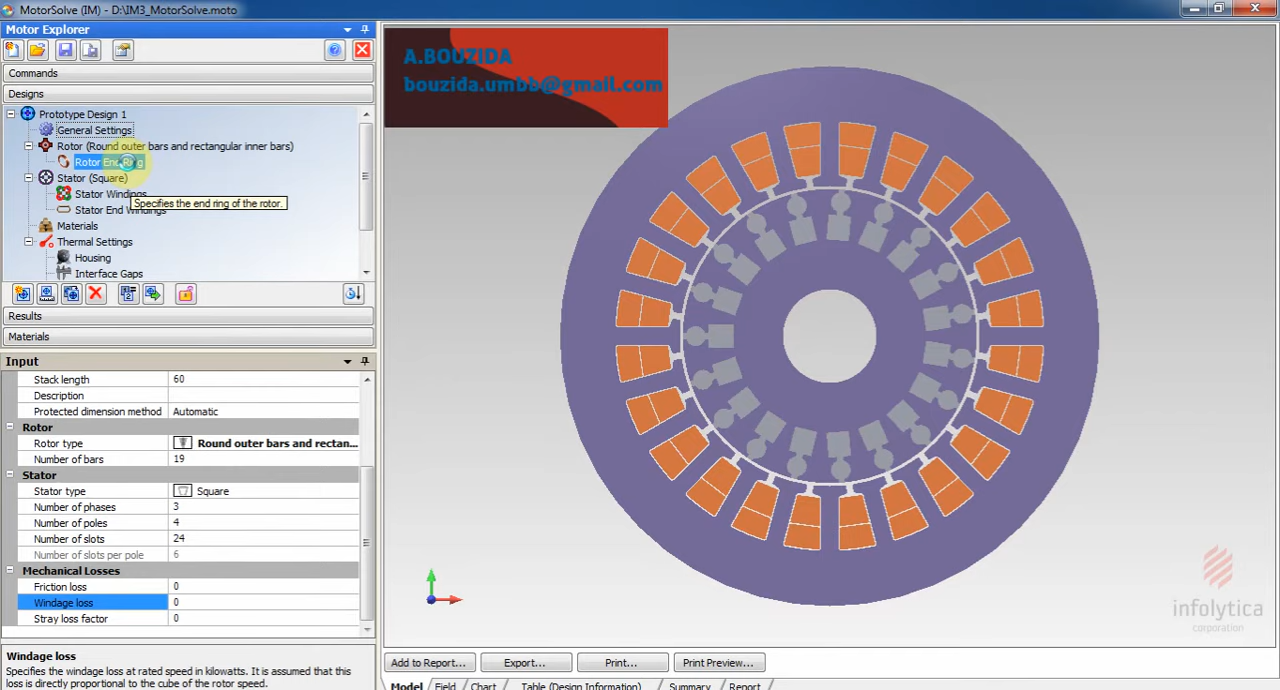 MotorSolve (IM) - D:\IM3_MotorSolve.moto
Motor Explorer
Commands
Designs
Prototype Design 1
General Settings
Rotor (Round outer bars and rectangular inner bars)
Rotor End Ring
Stator (Square)
Stator Windings
Specifies the end ring of the rotor.
Stator End Windings
Materials
Thermal Settings
Housing
Interface Gaps
Results
Materials
Input
Stack length 60
Description
Protected dimension method Automatic
Rotor
Rotor type Round outer bars and rectan...
Number of bars 19
Stator
Stator type Square
Number of phases 3
Number of poles 4
Number of slots 24
Number of slots per pole 6
Mechanical Losses
Friction loss 0
Windage loss 0
Stray loss factor 0
Windage loss
Specifies the windage loss at rated speed in kilowatts. It is assumed that this
loss is directly proportional to the cube of the rotor speed.
A.BOUZIDA
bouzida.umbb@gmail.com
infolytica
corporation
Add to Report... Export... Print... Print Preview...
Model Field Chart Table (Design Information) Summary Report